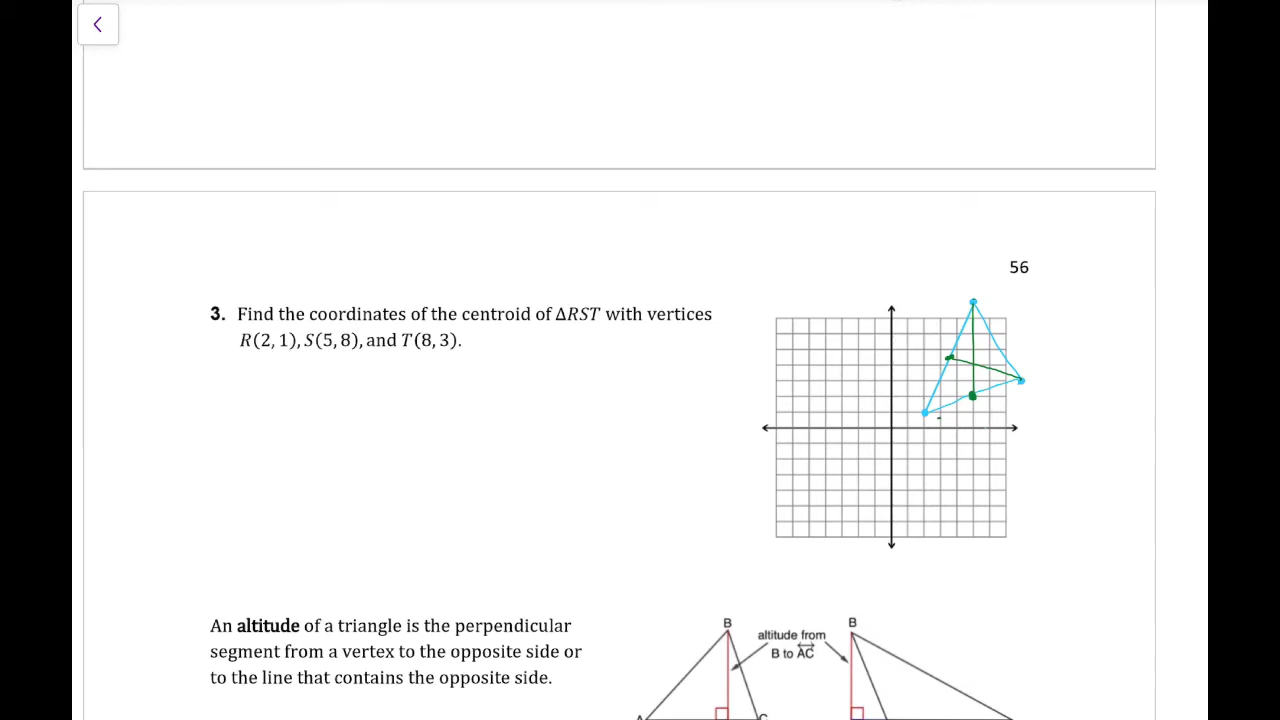 56
3. Find the coordinates of the centroid of ΔRST with vertices
R(2, 1), S(5, 8), and T(8, 3).
An altitude of a triangle is the perpendicular
segment from a vertex to the opposite side or
to the line that contains the opposite side.
B
altitude from
B to AC
B
A
C